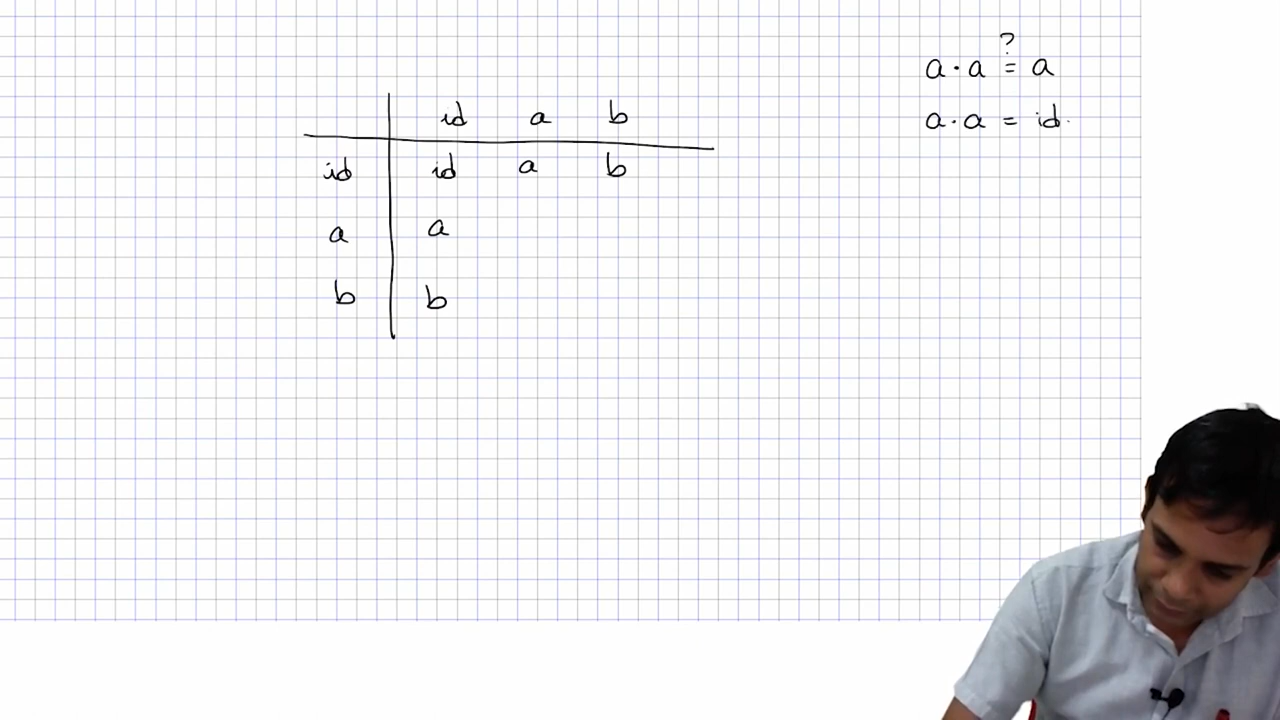 id a b
id id a b
a a
b b
?
a · a = a
a · a = id.